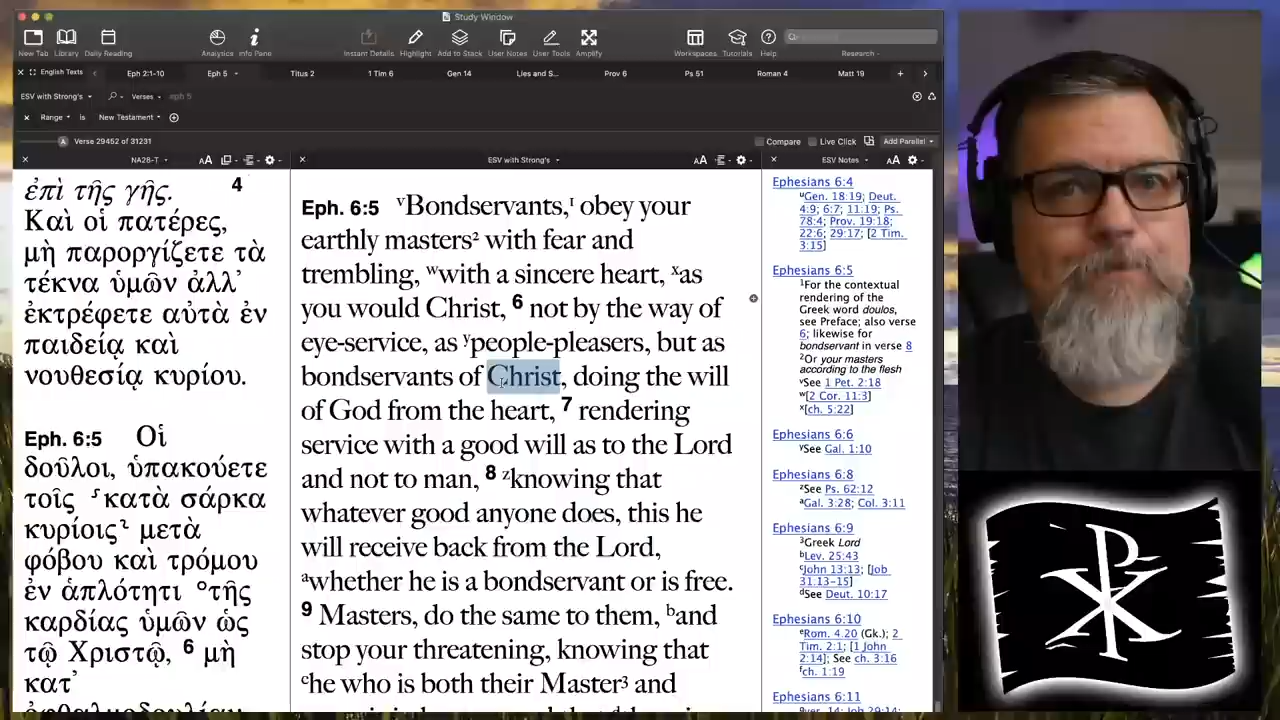 Study Window
New Tab Library Daily Reading Analytics Info Pane Instant Details Highlight Add to Stack User Notes User Tools Amplify Workspaces Tutorials Help Research
English Texts Eph 2:1-10 Eph 5 Titus 2 1 Tim 6 Gen 14 Lies and S... Prov 6 Ps 51 Roman 4 Matt 19
ESV with Strong's Verses eph 5
Range is New Testament
Verse 29452 of 31231 Compare Live Click Add Parallel
NA28-T
ἐπὶ τῆς γῆς. 4
Καὶ οἱ πατέρες,
μὴ παροργίζετε τὰ
τέκνα ὑμῶν ἀλλ’
ἐκτρέφετε αὐτὰ ἐν
παιδείᾳ καὶ
νουθεσίᾳ κυρίου.
Eph. 6:5 Οἱ
δοῦλοι, ὑπακούετε
τοῖς ⸂κατὰ σάρκα
κυρίοις⸃ μετὰ
φόβου καὶ τρόμου
ἐν ἁπλότητι °τῆς
καρδίας ὑμῶν ὡς
τῷ Χριστῷ, 6 μὴ
κατ’
ESV with Strong's
Eph. 6:5 vBondservants,1 obey your
earthly masters2 with fear and
trembling, wwith a sincere heart, xas
you would Christ, 6 not by the way of
eye-service, as ypeople-pleasers, but as
bondservants of Christ, doing the will
of God from the heart, 7 rendering
service with a good will as to the Lord
and not to man, 8 zknowing that
whatever good anyone does, this he
will receive back from the Lord,
awhether he is a bondservant or is free.
9 Masters, do the same to them, band
stop your threatening, knowing that
che who is both their Master3 and
ESV Notes
Ephesians 6:4
uGen. 18:19; Deut.
4:9; 6:7; 11:19; Ps.
78:4; Prov. 19:18;
22:6; 29:17; [2 Tim.
3:15]
Ephesians 6:5
1For the contextual
rendering of the
Greek word doulos,
see Preface; also verse
6; likewise for
bondservant in verse 8
2Or your masters
according to the flesh
vSee 1 Pet. 2:18
w[2 Cor. 11:3]
x[ch. 5:22]
Ephesians 6:6
ySee Gal. 1:10
Ephesians 6:8
zSee Ps. 62:12
aGal. 3:28; Col. 3:11
Ephesians 6:9
3Greek Lord
bLev. 25:43
cJohn 13:13; [Job
31:13-15]
dSee Deut. 10:17
Ephesians 6:10
eRom. 4.20 (Gk.); 2
Tim. 2:1; [1 John
2:14]; See ch. 3:16
fch. 1:19
Ephesians 6:11